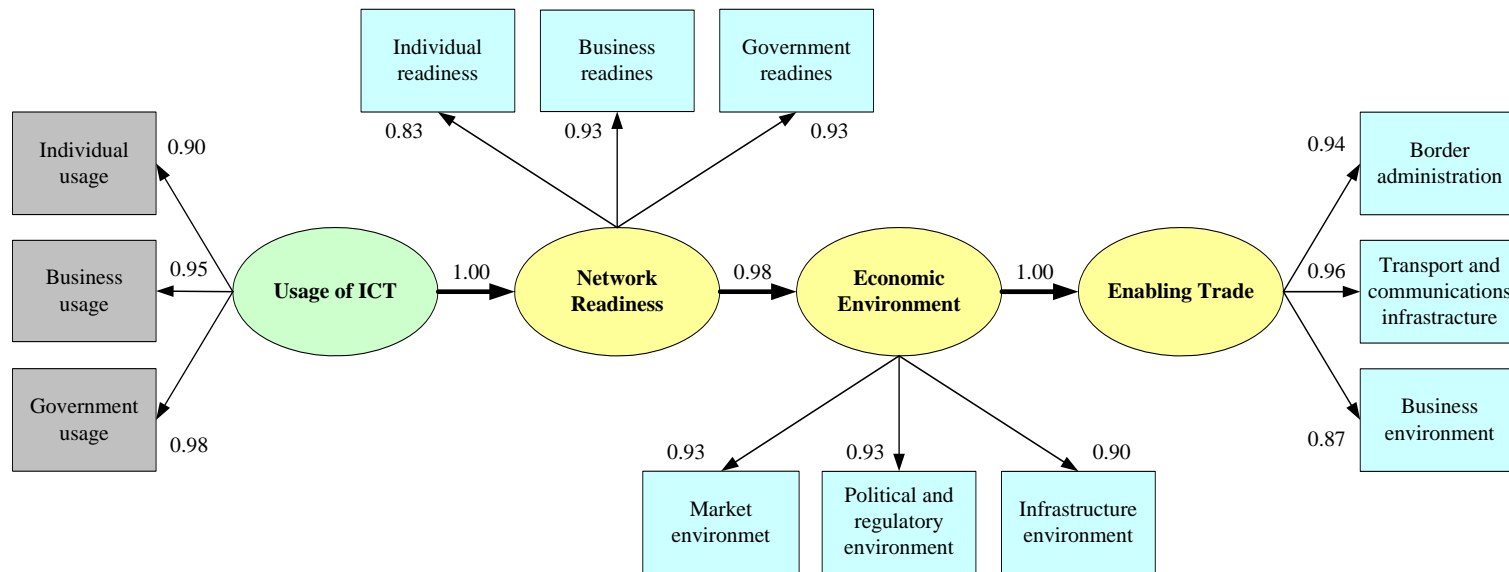 Individual
readiness
Business
readines
Government
readines
0.83
0.93
0.93
Individual
usage
0.90
Business
usage
0.95
Government
usage
0.98
Usage of ICT
1.00
Network
Readiness
0.98
Economic
Environment
1.00
Enabling Trade
0.94
Border
administration
0.96
Transport and
communications
infrastracture
0.87
Business
environment
0.93
0.93
0.90
Market
environmet
Political and
regulatory
environment
Infrastructure
environment